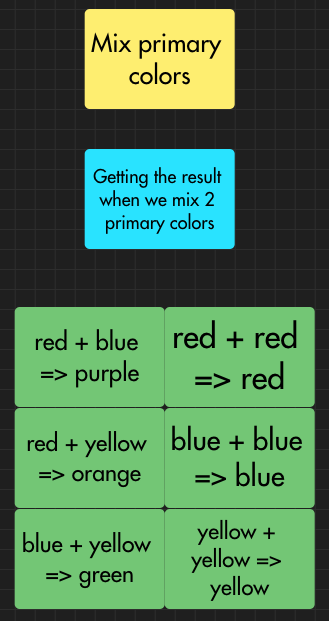 Mix primary
colors
Getting the result
when we mix 2
primary colors
red + blue
=> purple
red + red
=> red
red + yellow
=> orange
blue + blue
=> blue
blue + yellow
=> green
yellow +
yellow =>
yellow